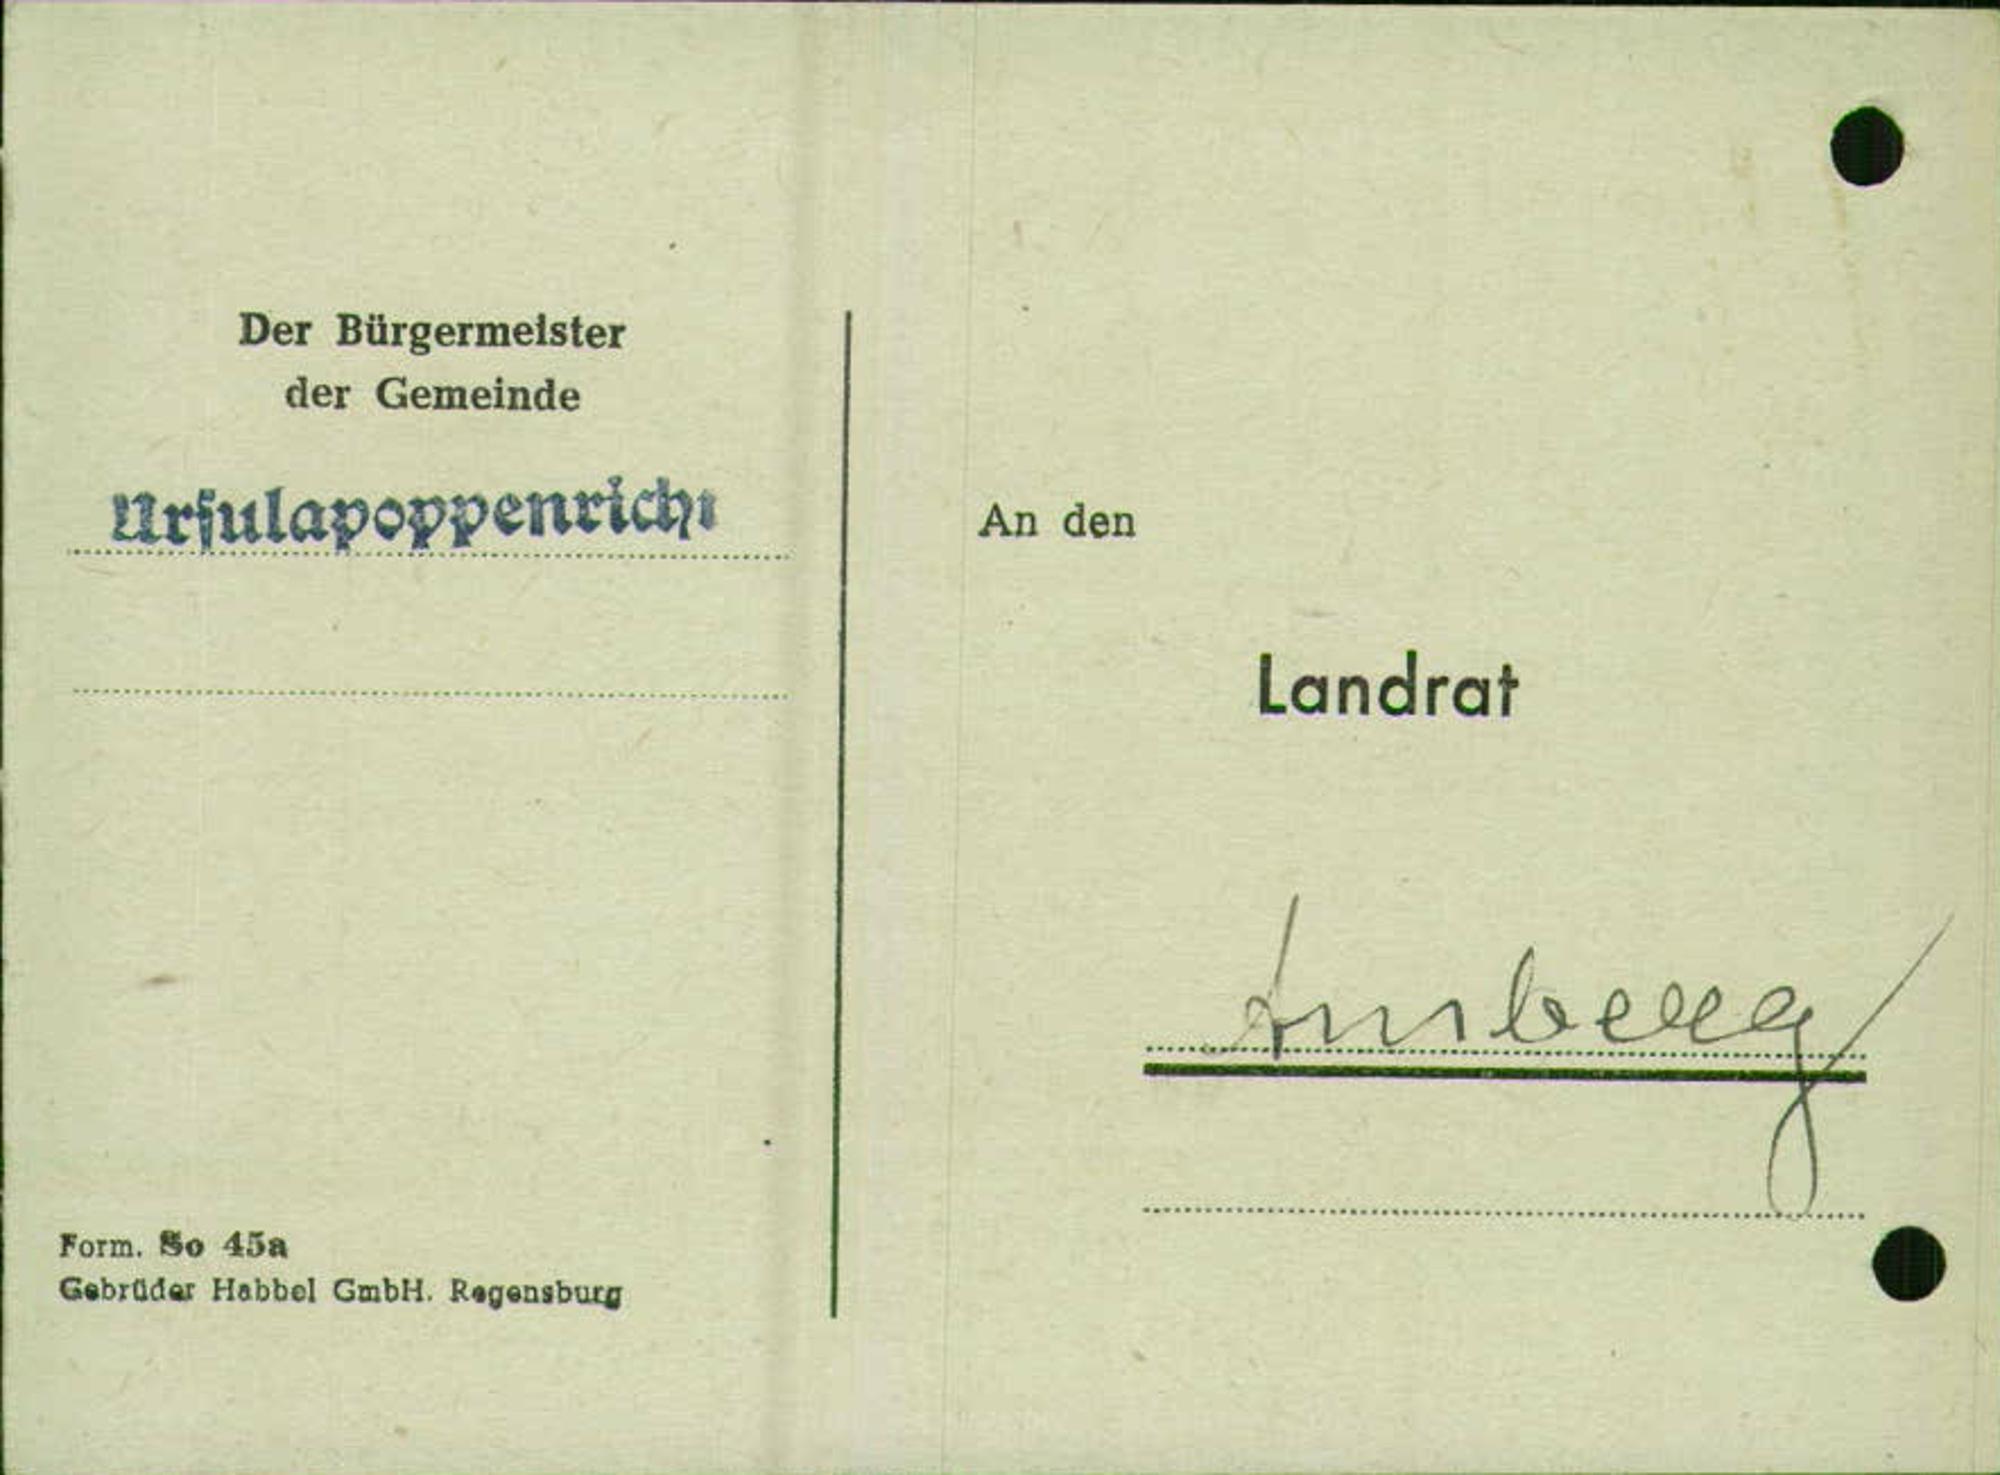 Der Bürgermeister
der Gemeinde
Ursulapoppenricht
An den
Landrat
Amberg
Form. So 45a
Gebrüder Habbel GmbH. Regensburg